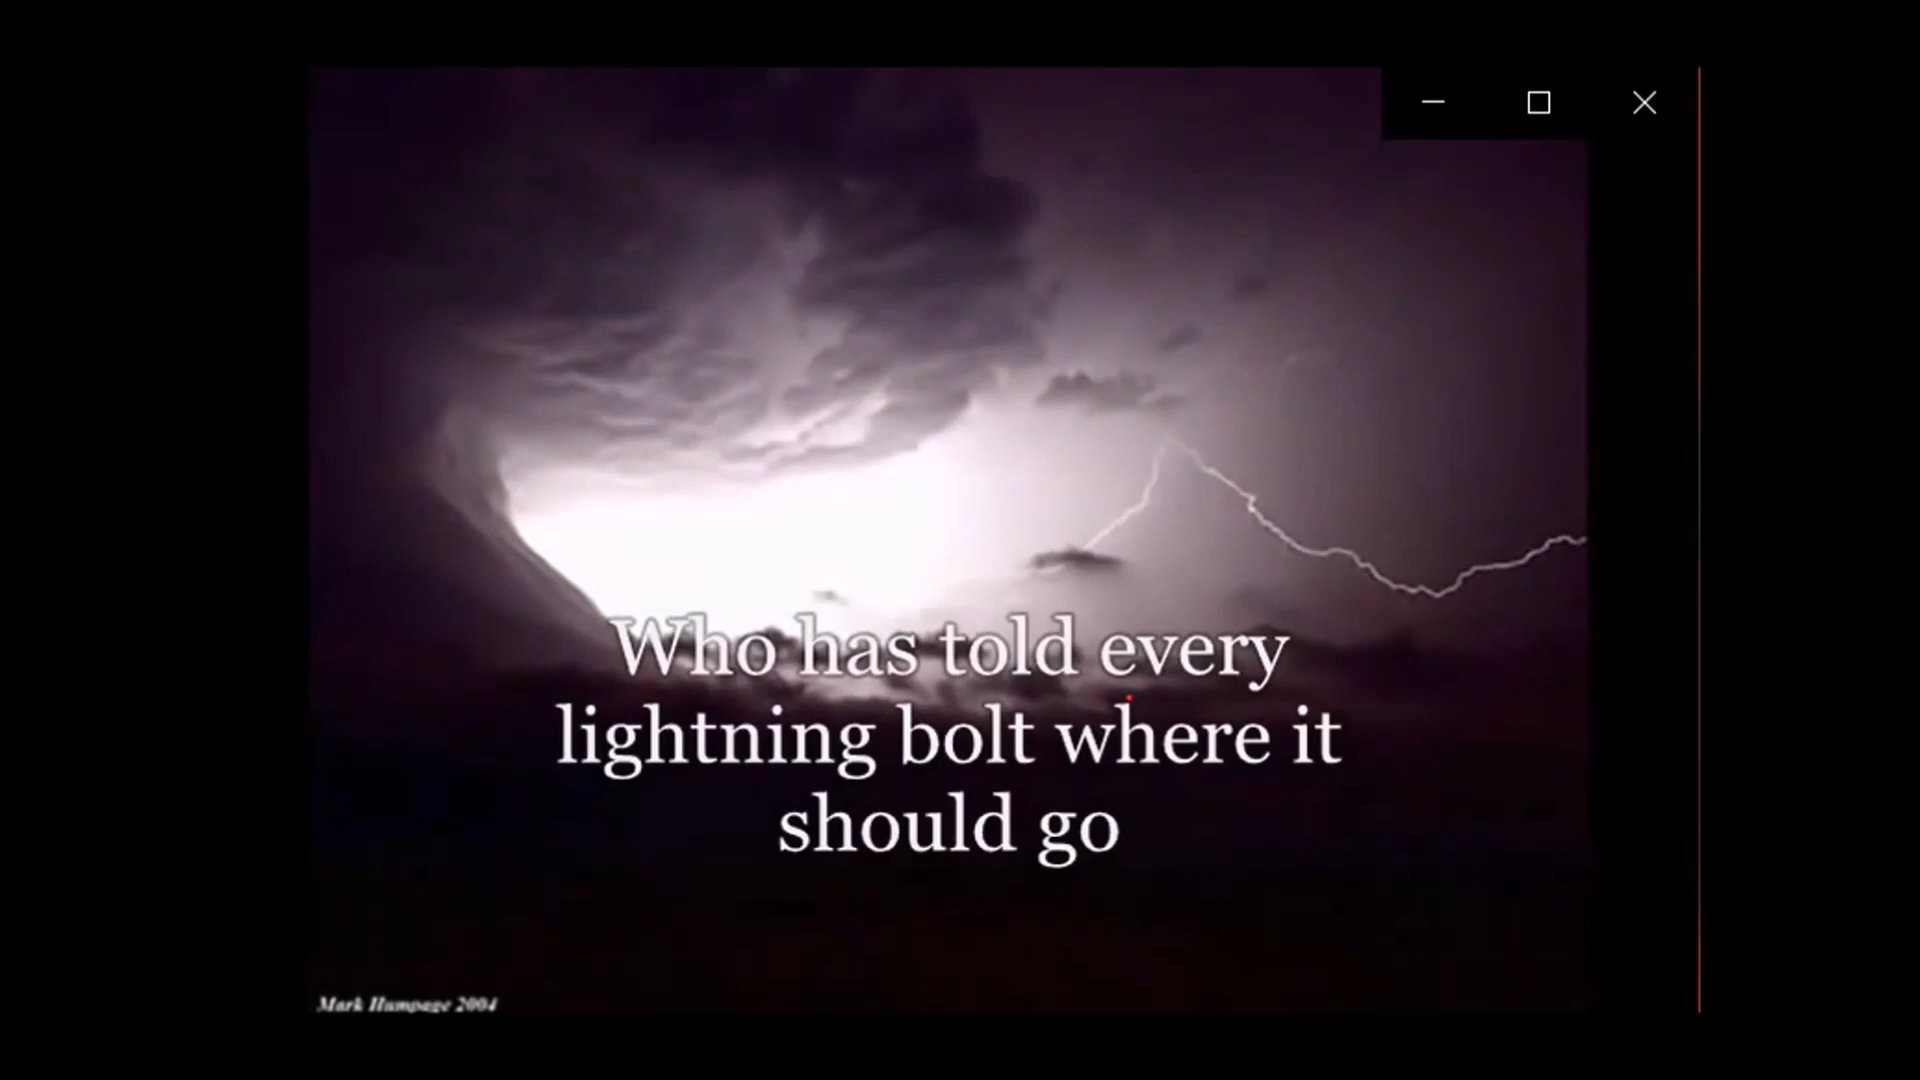 Who has told every
lightning bolt where it
should go
Mark Humpage 2004